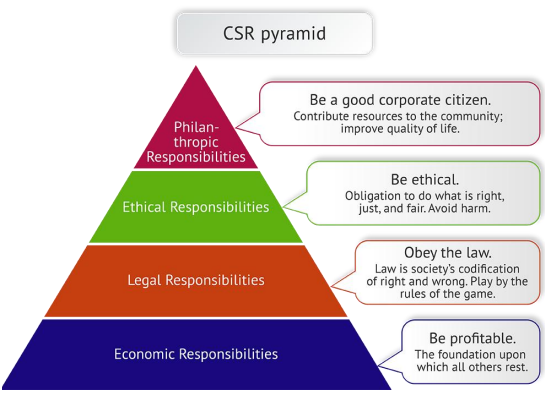 CSR pyramid
Philan-
thropic
Responsibilities
Be a good corporate citizen.
Contribute resources to the community;
improve quality of life.
Ethical Responsibilities
Be ethical.
Obligation to do what is right,
just, and fair. Avoid harm.
Legal Responsibilities
Obey the law.
Law is society's codification
of right and wrong. Play by the
rules of the game.
Economic Responsibilities
Be profitable.
The foundation upon
which all others rest.